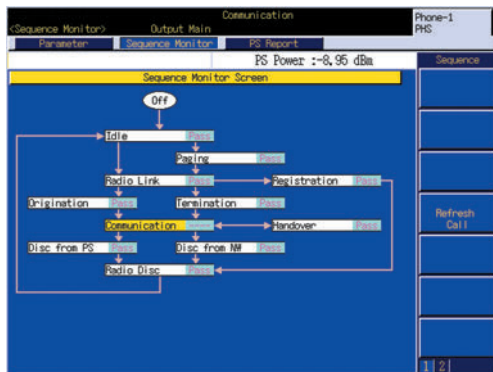 Communication
Phone-1
<Sequence Monitor> Output Main
PHS
Parameter Sequence Monitor PS Report
PS Power :-8.95 dBm
Sequence
Sequence Monitor Screen
Off
Idle Pass
Paging Pass
Radio Link Pass Registration Pass
Origination Pass Termination Pass
Refresh
Call
Communication ---- Handover Pass
Disc from PS Pass Disc from NW Pass
Radio Disc Pass
1 2